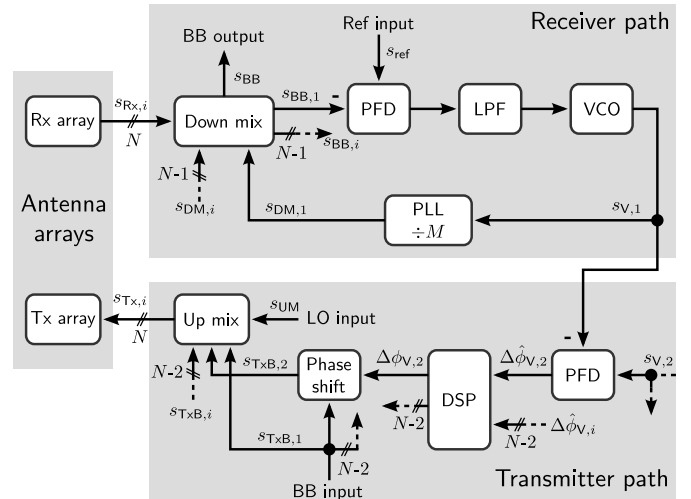 BB output
Ref input
Receiver path
s_ref
s_BB
s_Rx,i
s_BB,1
-
Rx array
N
Down mix
PFD
LPF
VCO
N-1
s_BB,i
N-1
s_DM,i
s_DM,1
PLL
÷M
s_V,1
Antenna
arrays
s_Tx,i
s_UM
Tx array
N
Up mix
LO input
-
N-2
s_TxB,2
Phase
shift
Δϕ_V,2
Δϕ̂_V,2
PFD
s_V,2
DSP
s_TxB,i
N-2
Δϕ̂_V,i
s_TxB,1
N-2
N-2
BB input
Transmitter path